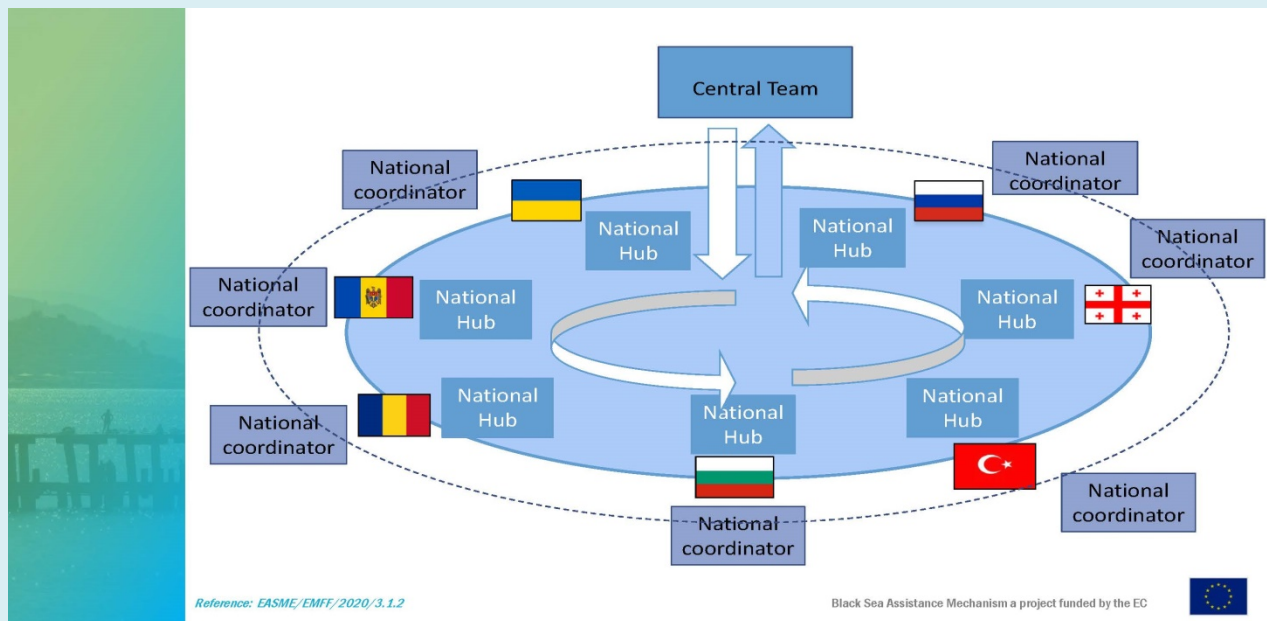 Central Team
National
coordinator
National
coordinator
National
Hub
National
Hub
National
coordinator
National
coordinator
National
Hub
National
Hub
National
coordinator
National
Hub
National
Hub
National
Hub
National
coordinator
National
coordinator
Reference: EASME/EMFF/2020/3.1.2
Black Sea Assistance Mechanism a project funded by the EC